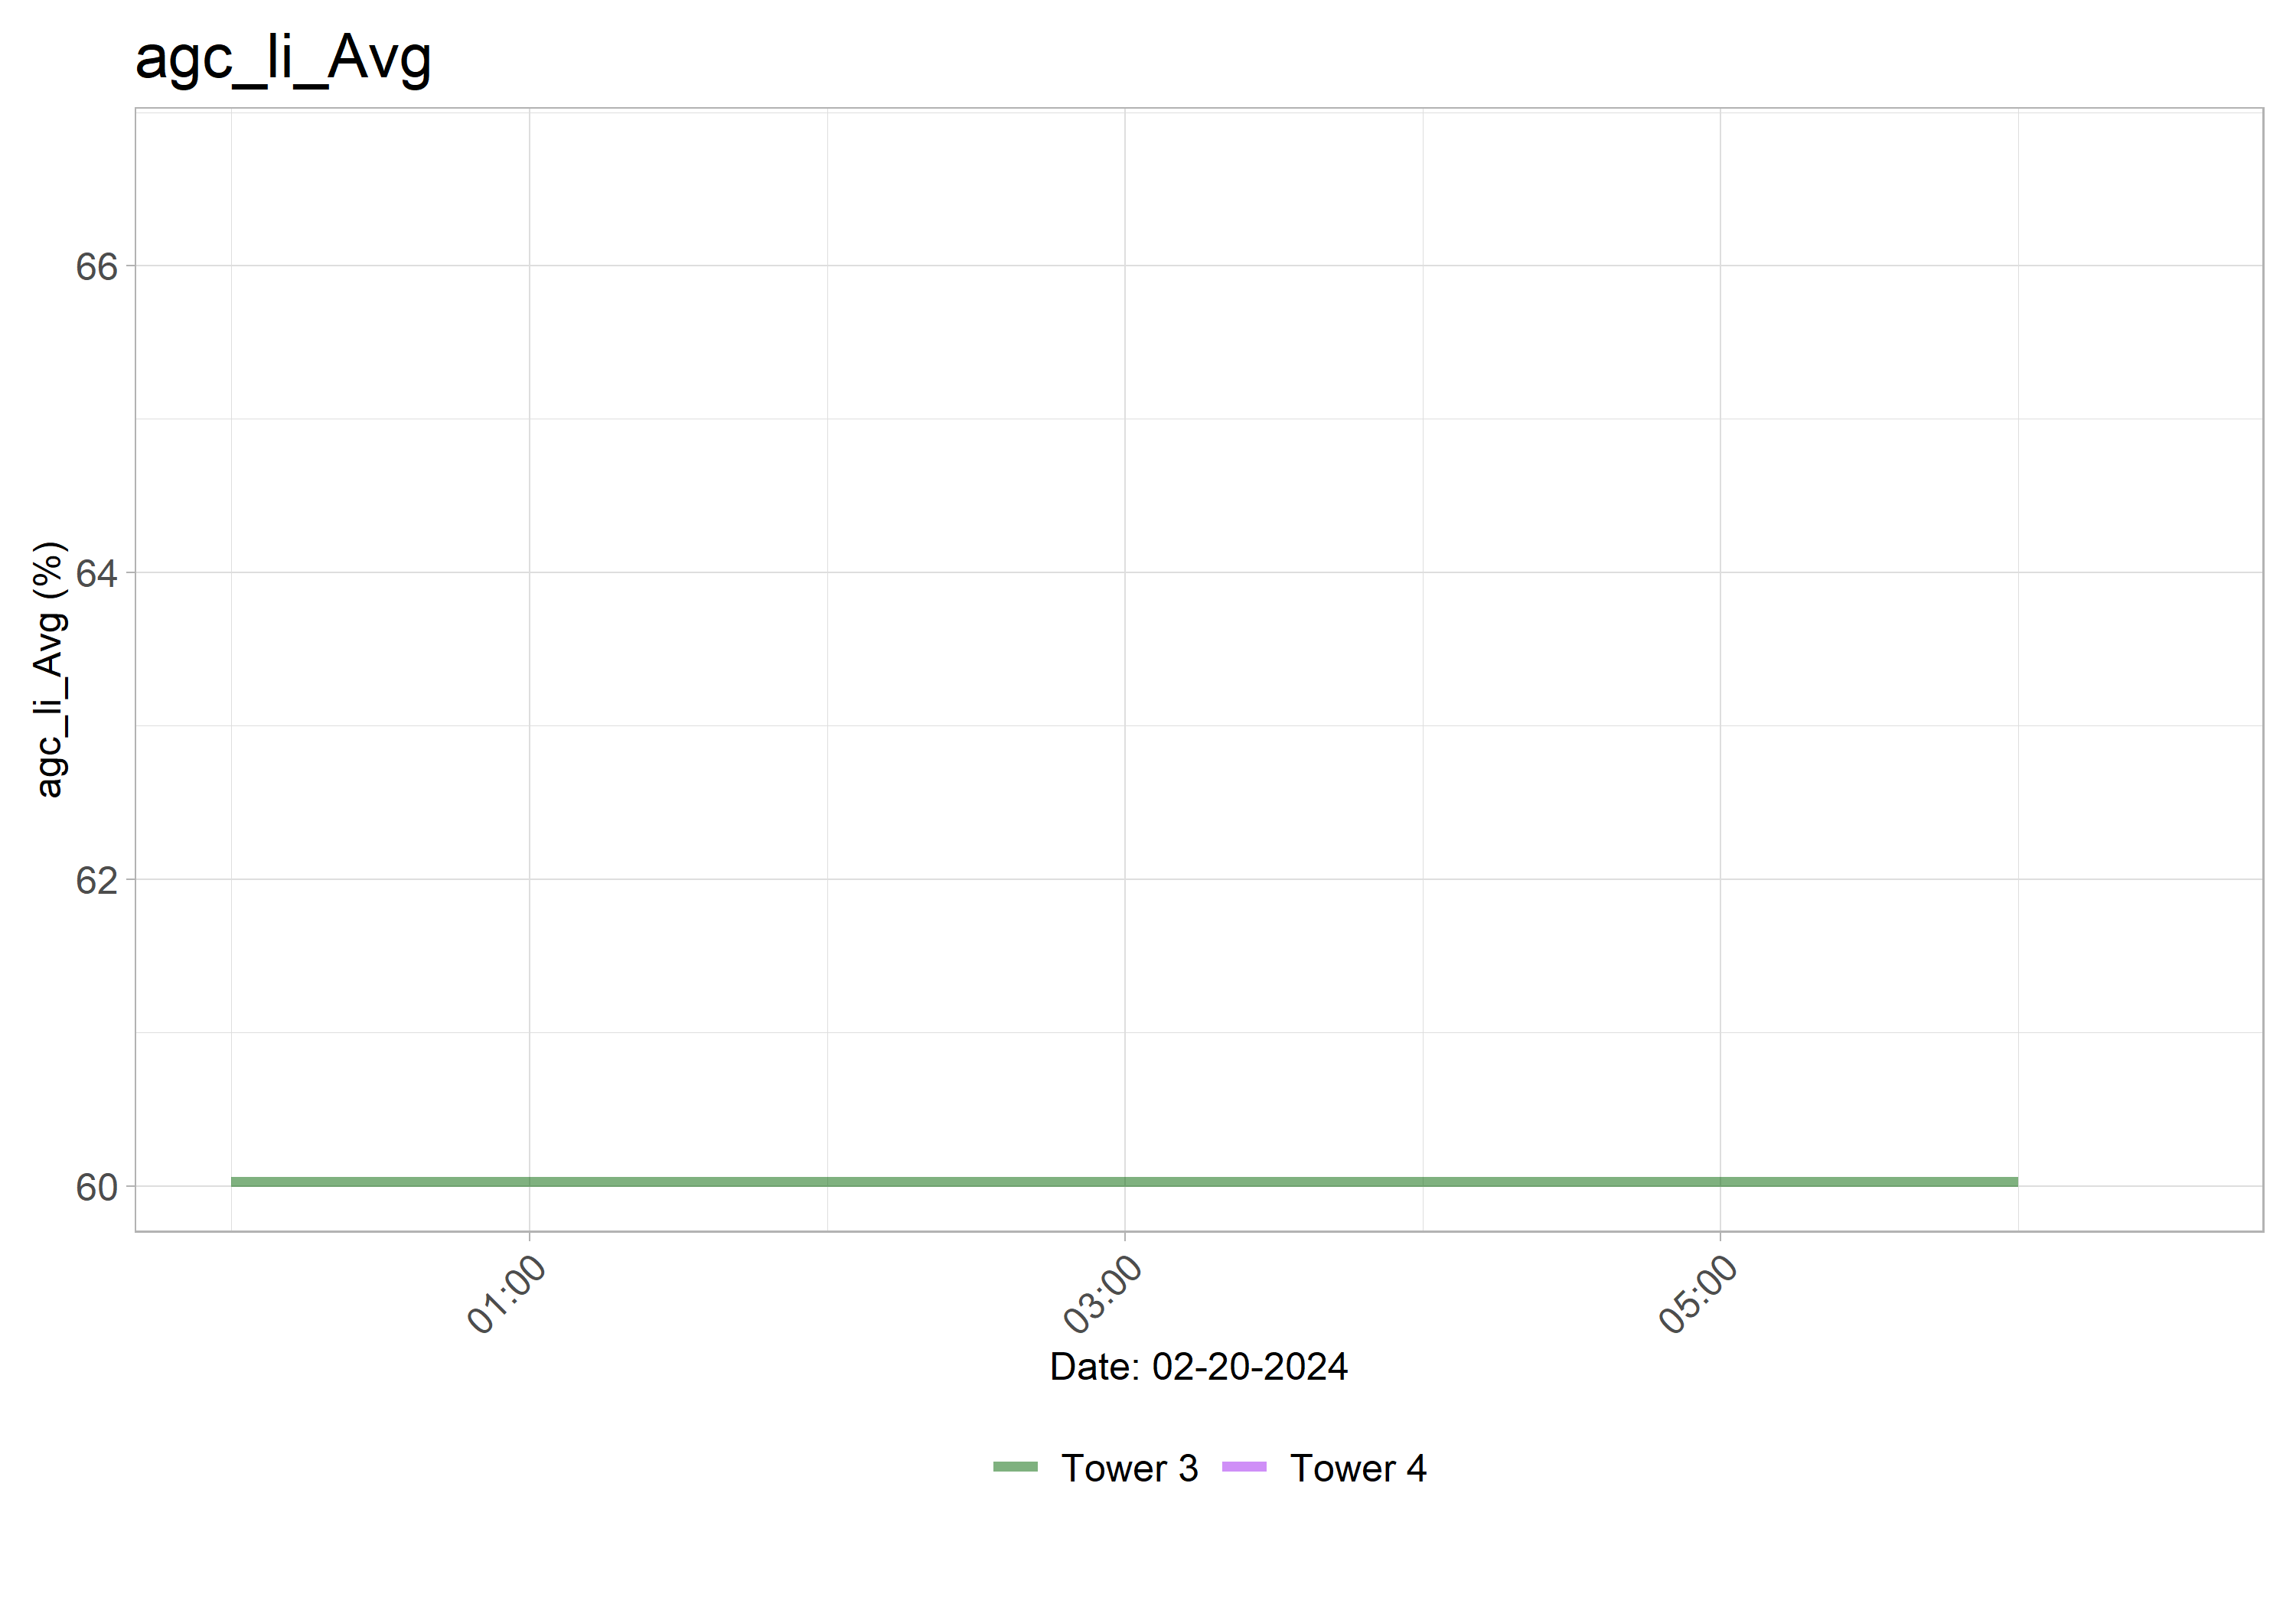 agc_li_Avg
agc_li_Avg (%)
66
64
62
60
01:00 03:00 05:00
Date: 02-20-2024
Tower 3 Tower 4